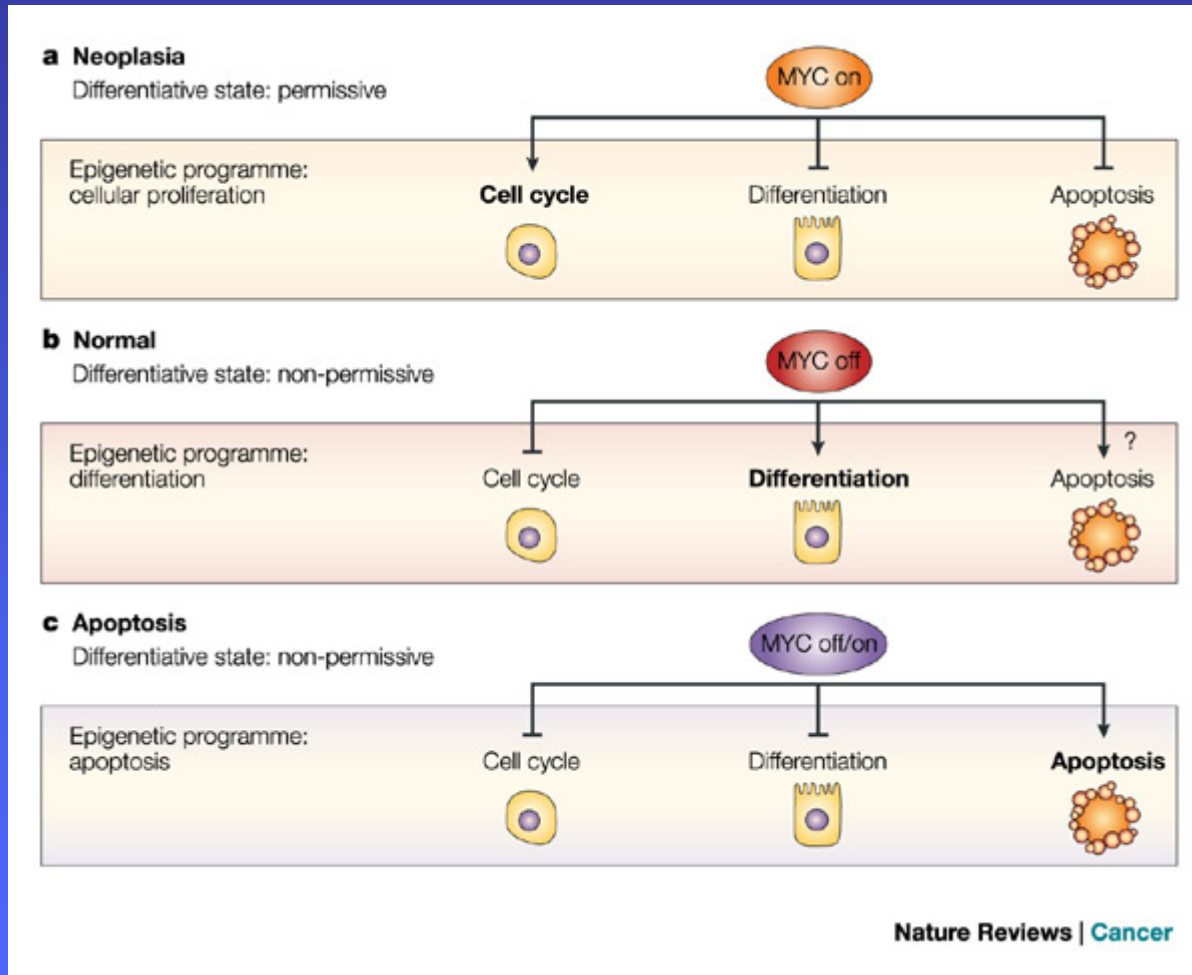 a Neoplasia
Differentiative state: permissive
MYC on
Epigenetic programme:
cellular proliferation
Cell cycle
Differentiation
Apoptosis
b Normal
Differentiative state: non-permissive
MYC off
?
Epigenetic programme:
differentiation
Cell cycle
Differentiation
Apoptosis
c Apoptosis
Differentiative state: non-permissive
MYC off/on
Epigenetic programme:
apoptosis
Cell cycle
Differentiation
Apoptosis
Nature Reviews | Cancer